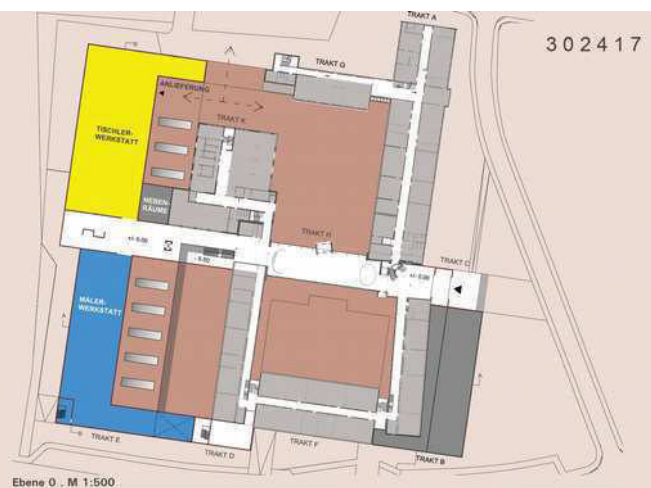 TRAKT A
302417
TRAKT G
ANLIEFERUNG
TRAKT K
TISCHLER-
WERKSTATT
NEBEN-
RÄUME
TRAKT H
+/- 0.00
- 0.00
+/- 0.00
TRAKT C
MALER-
WERKSTATT
TRAKT E
TRAKT D
TRAKT F
TRAKT B
Ebene 0 . M 1:500